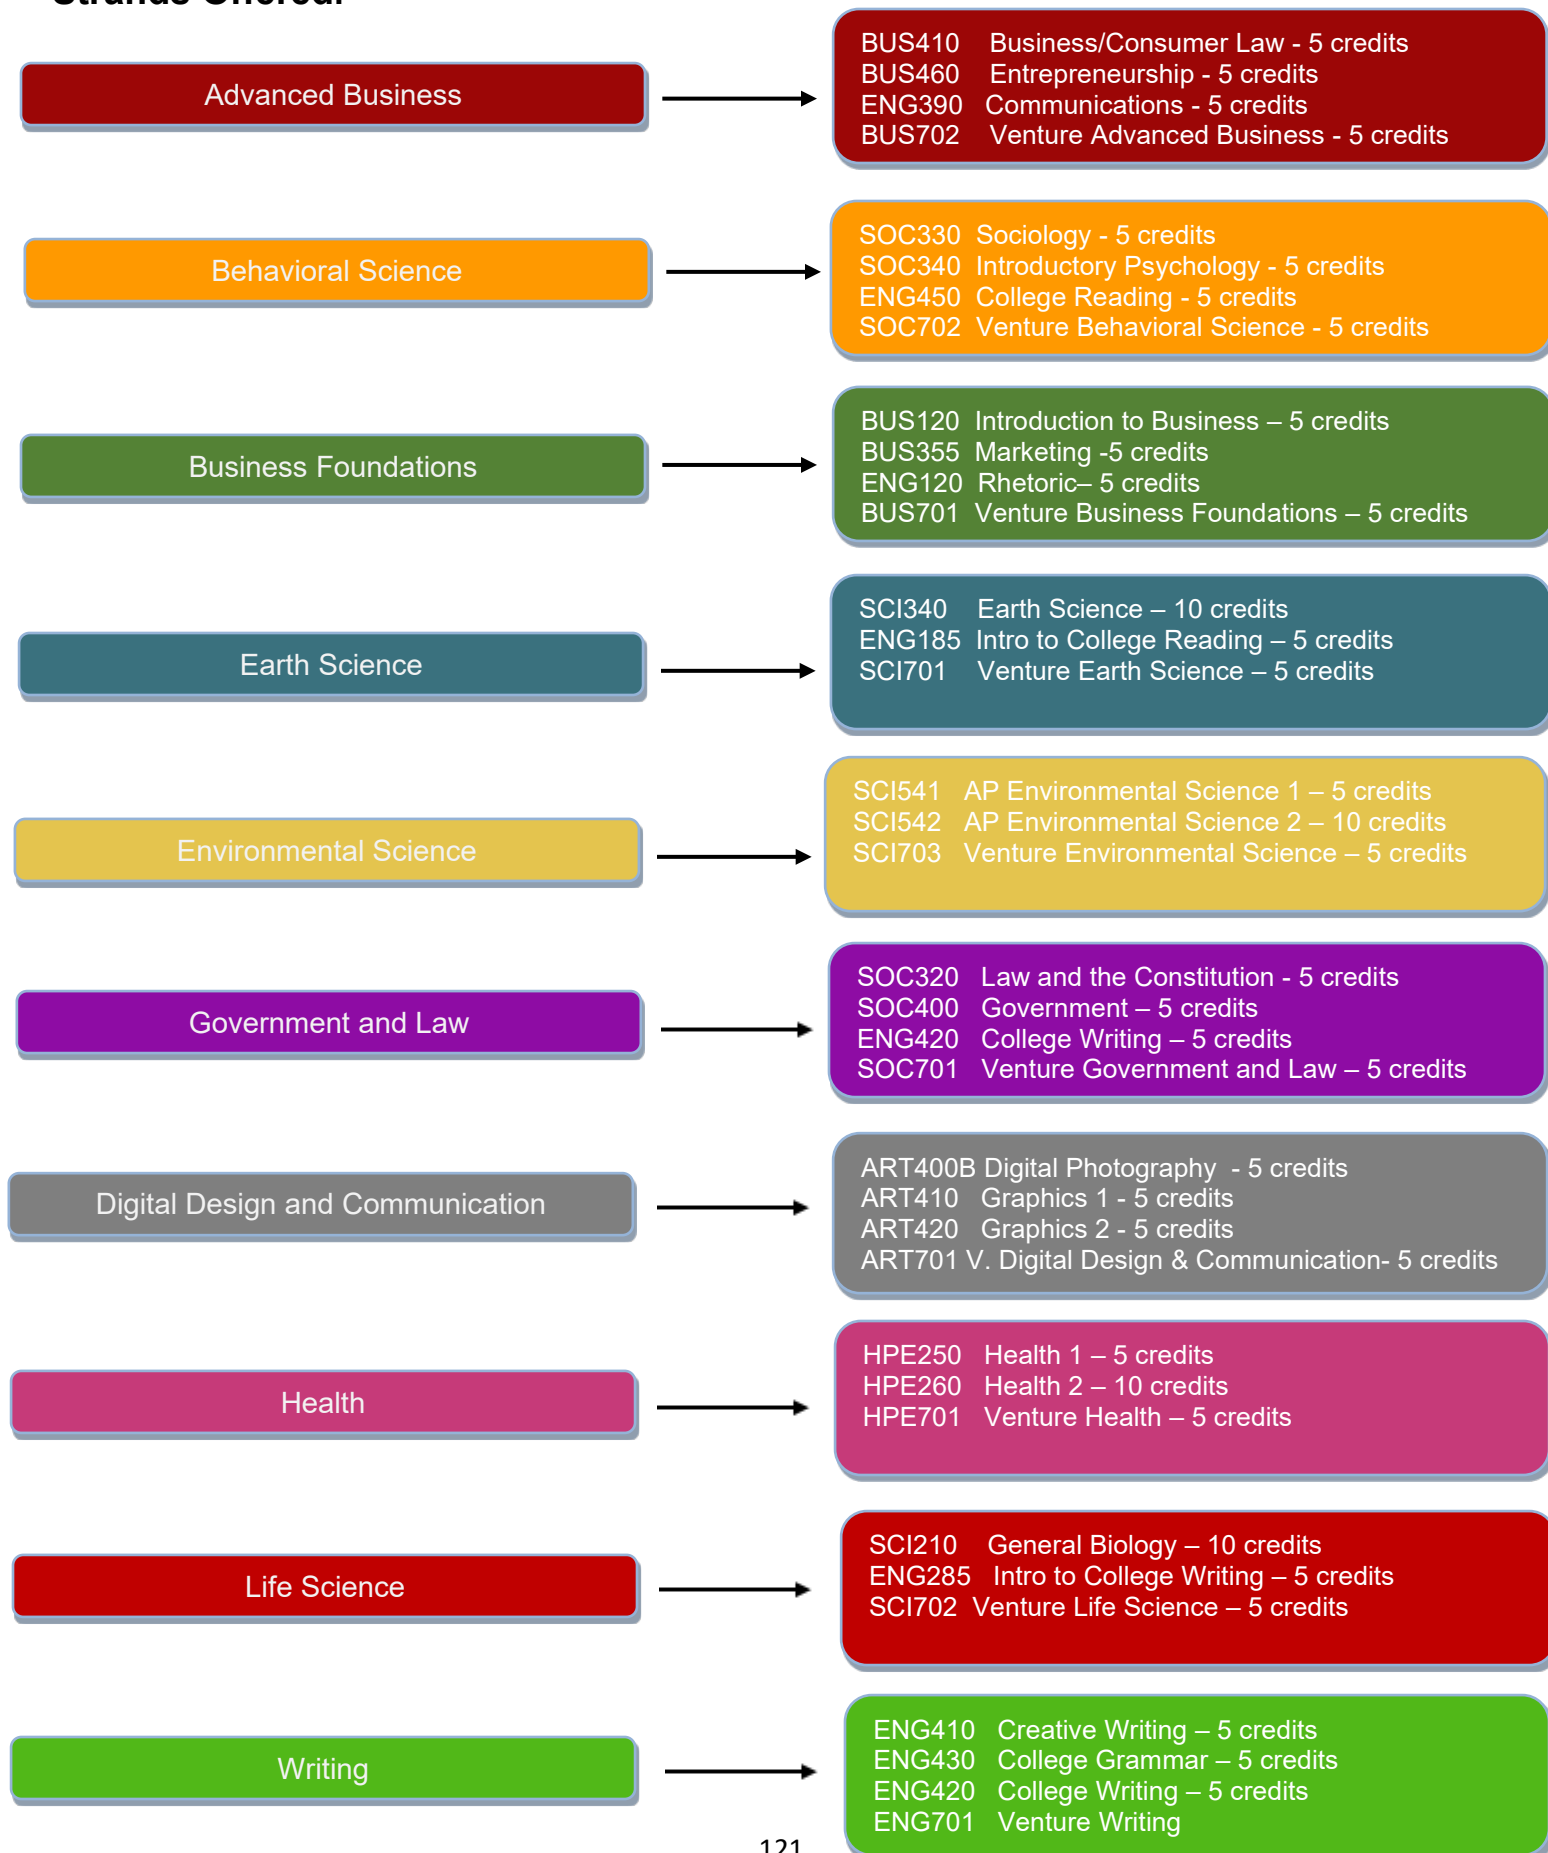 Strands Offered:
Advanced Business
BUS410 Business/Consumer Law - 5 credits
BUS460 Entrepreneurship - 5 credits
ENG390 Communications - 5 credits
BUS702 Venture Advanced Business - 5 credits
Behavioral Science
SOC330 Sociology - 5 credits
SOC340 Introductory Psychology - 5 credits
ENG450 College Reading - 5 credits
SOC702 Venture Behavioral Science - 5 credits
Business Foundations
BUS120 Introduction to Business – 5 credits
BUS355 Marketing -5 credits
ENG120 Rhetoric– 5 credits
BUS701 Venture Business Foundations – 5 credits
Earth Science
SCI340 Earth Science – 10 credits
ENG185 Intro to College Reading – 5 credits
SCI701 Venture Earth Science – 5 credits
Environmental Science
SCI541 AP Environmental Science 1 – 5 credits
SCI542 AP Environmental Science 2 – 10 credits
SCI703 Venture Environmental Science – 5 credits
Government and Law
SOC320 Law and the Constitution - 5 credits
SOC400 Government – 5 credits
ENG420 College Writing – 5 credits
SOC701 Venture Government and Law – 5 credits
Digital Design and Communication
ART400B Digital Photography - 5 credits
ART410 Graphics 1 - 5 credits
ART420 Graphics 2 - 5 credits
ART701 V. Digital Design & Communication- 5 credits
Health
HPE250 Health 1 – 5 credits
HPE260 Health 2 – 10 credits
HPE701 Venture Health – 5 credits
Life Science
SCI210 General Biology – 10 credits
ENG285 Intro to College Writing – 5 credits
SCI702 Venture Life Science – 5 credits
Writing
ENG410 Creative Writing – 5 credits
ENG430 College Grammar – 5 credits
ENG420 College Writing – 5 credits
ENG701 Venture Writing
121